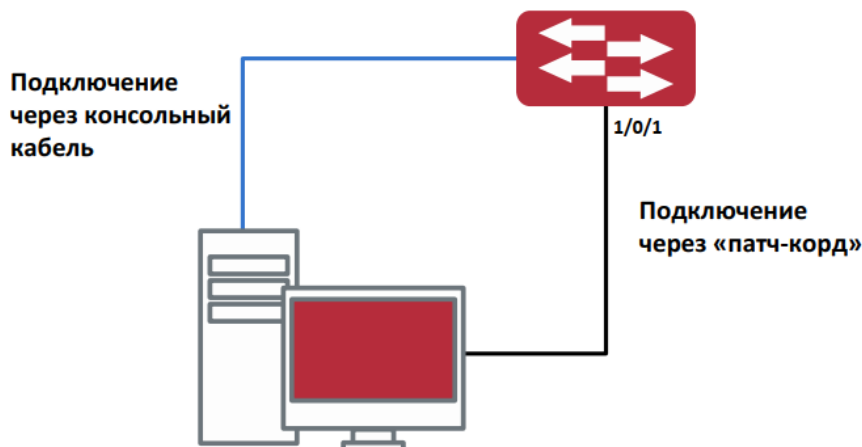 Подключение
через консольный
кабель
1/0/1
Подключение
через «патч-корд»